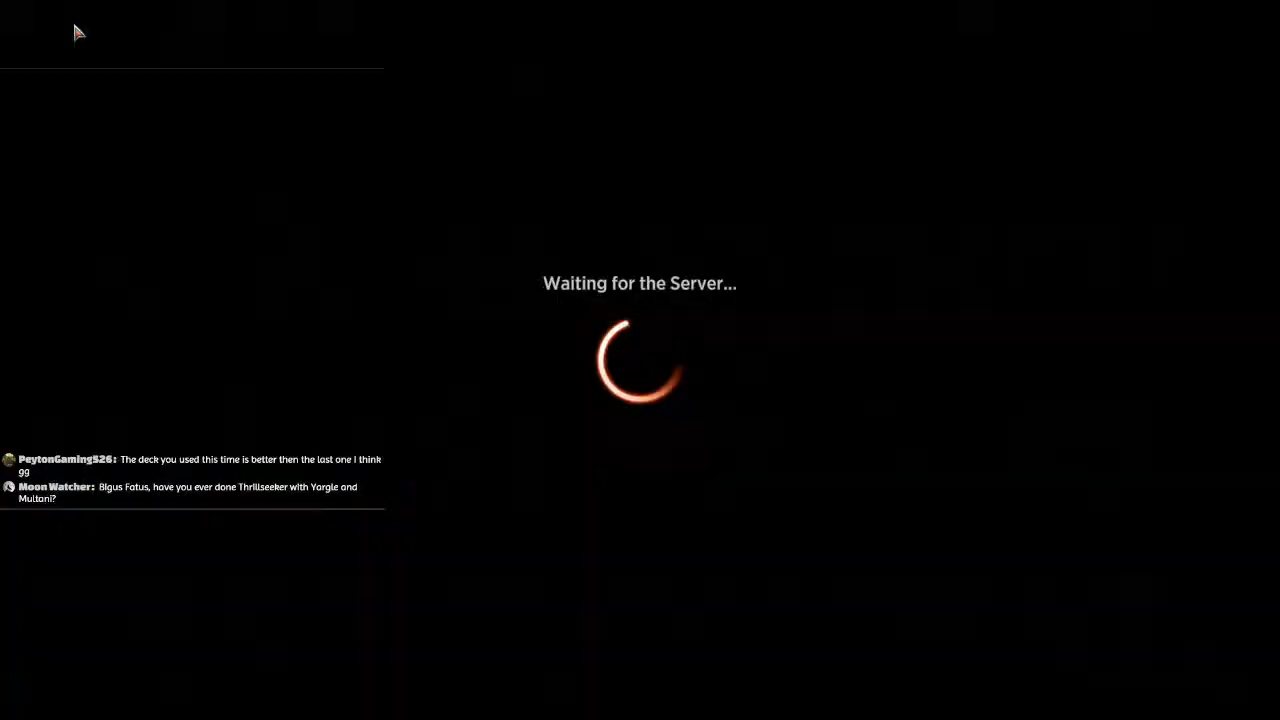 Waiting for the Server...
PeytonGaming526: The deck you used this time is better then the last one I think
gg
Moon Watcher: Bigus Fatus, have you ever done Thrillseeker with Yargle and
Multani?